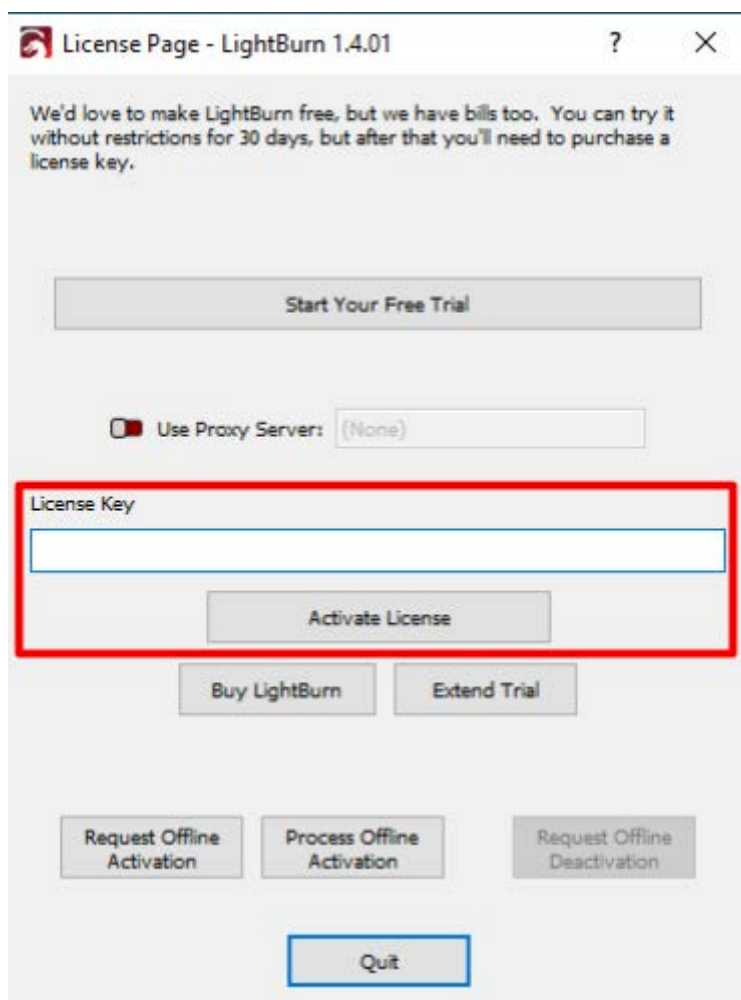 License Page - LightBurn 1.4.01 ?
We'd love to make LightBurn free, but we have bills too. You can try it
without restrictions for 30 days, but after that you'll need to purchase a
license key.
Start Your Free Trial
Use Proxy Server: (None)
License Key
Activate License
Buy LightBurn Extend Trial
Request Offline Process Offline Request Offline
Activation Activation Deactivation
Quit